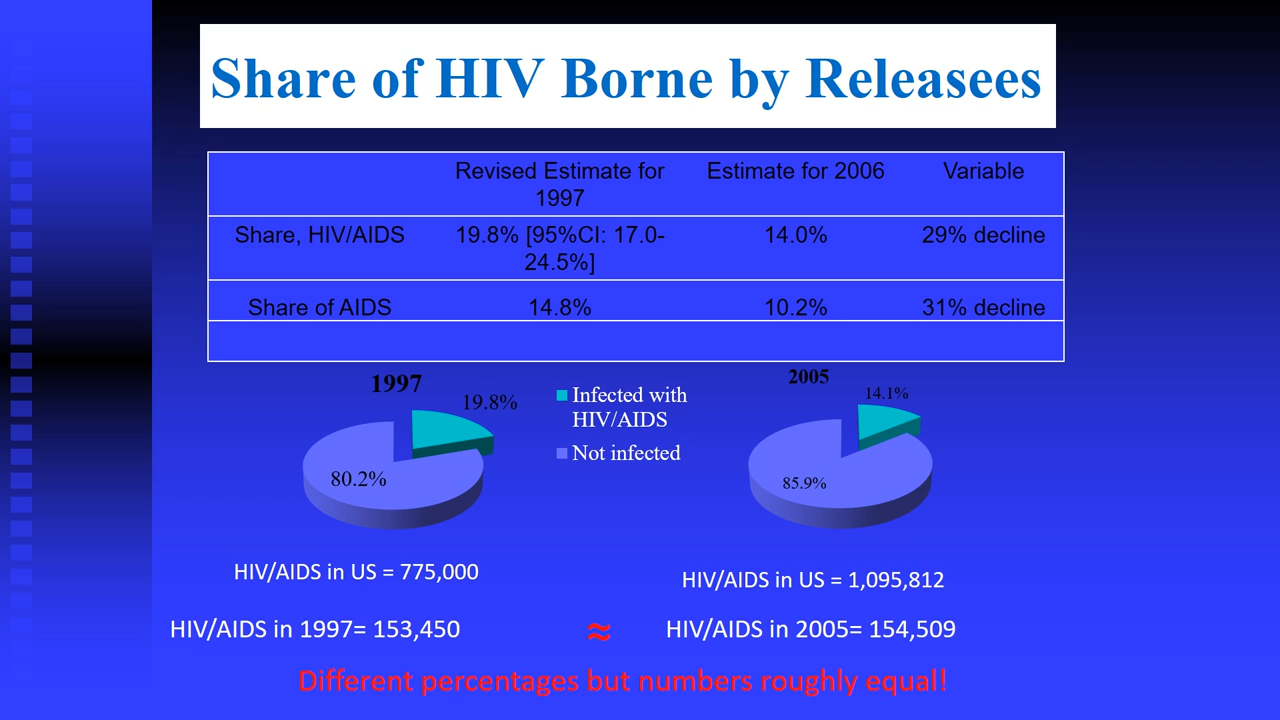 Share of HIV Borne by Releasees
Revised Estimate for
1997
Estimate for 2006
Variable
Share, HIV/AIDS
19.8% [95%CI: 17.0-
24.5%]
14.0%
29% decline
Share of AIDS
14.8%
10.2%
31% decline
1997
19.8%
80.2%
Infected with
HIV/AIDS
Not infected
2005
14.1%
85.9%
HIV/AIDS in US = 775,000
HIV/AIDS in US = 1,095,812
HIV/AIDS in 1997= 153,450
≈
HIV/AIDS in 2005= 154,509
Different percentages but numbers roughly equal!